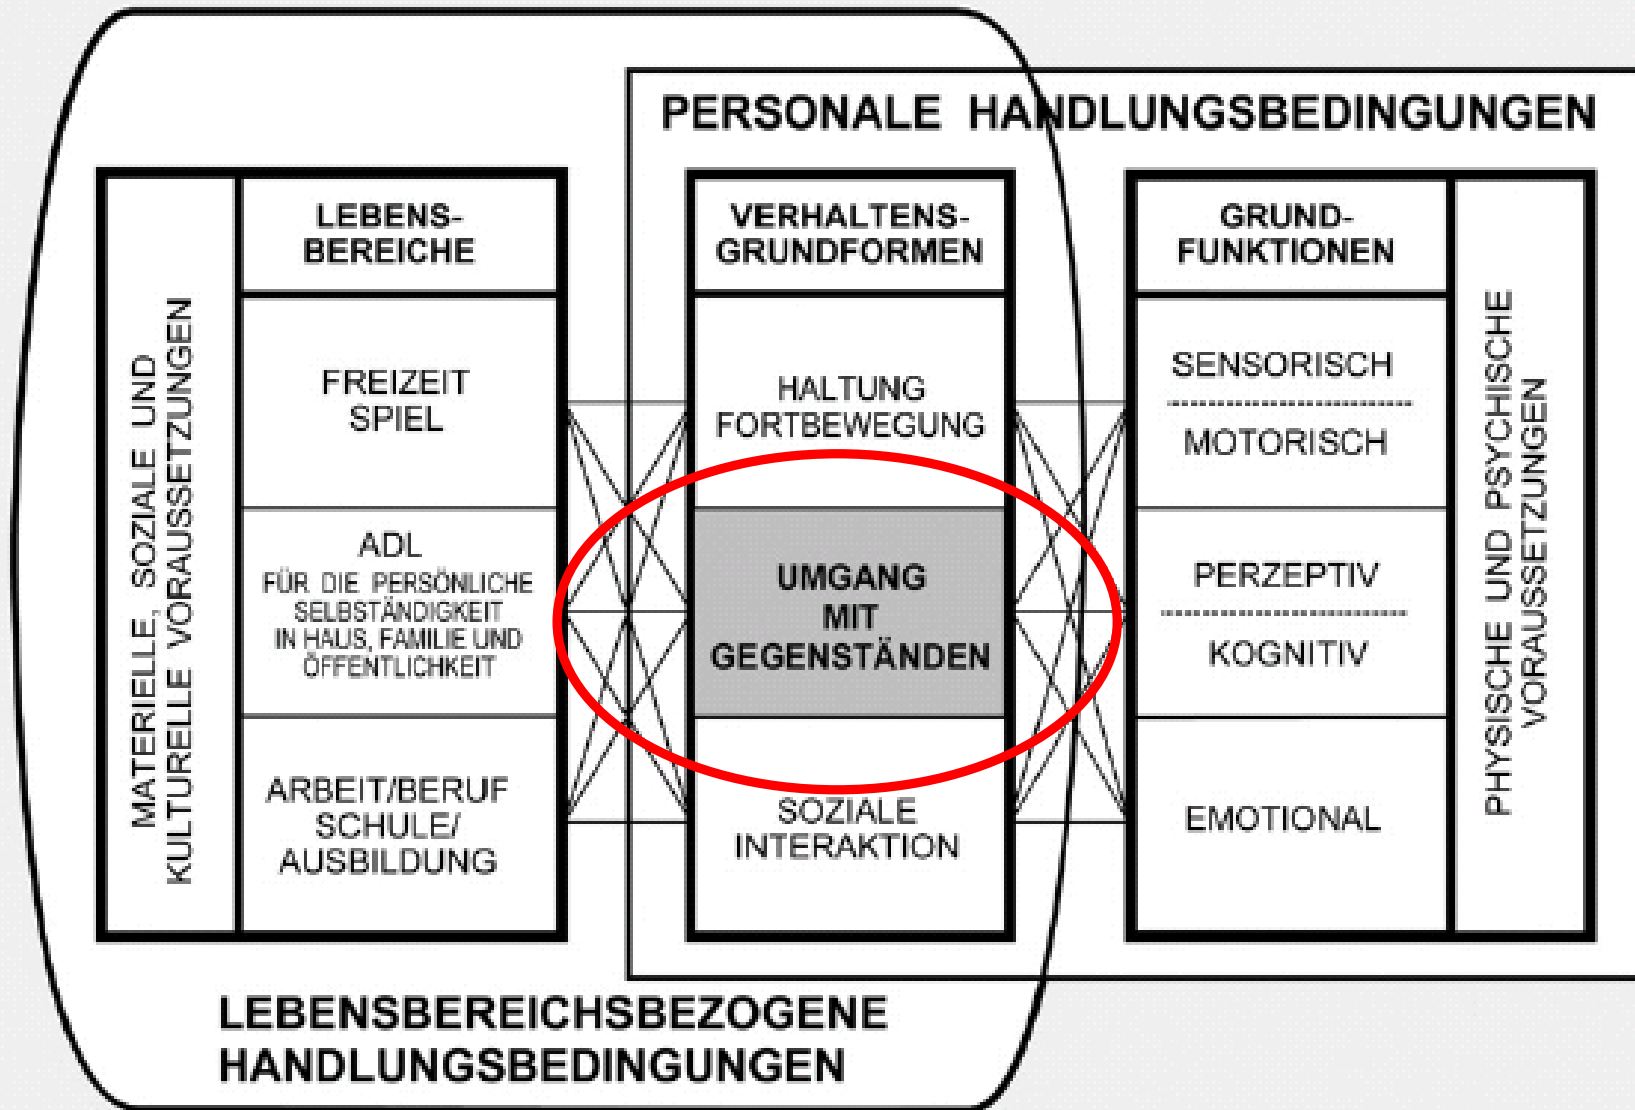 PERSONALE HANDLUNGSBEDINGUNGEN
MATERIELLE, SOZIALE UND
KULTURELLE VORAUSSETZUNGEN
LEBENS-
BEREICHE
FREIZEIT
SPIEL
ADL
FÜR DIE PERSÖNLICHE
SELBSTÄNDIGKEIT
IN HAUS, FAMILIE UND
ÖFFENTLICHKEIT
ARBEIT/BERUF
SCHULE/
AUSBILDUNG
VERHALTENS-
GRUNDFORMEN
HALTUNG
FORTBEWEGUNG
UMGANG
MIT
GEGENSTÄNDEN
SOZIALE
INTERAKTION
GRUND-
FUNKTIONEN
SENSORISCH
MOTORISCH
PERZEPTIV
KOGNITIV
EMOTIONAL
PHYSISCHE UND PSYCHISCHE
VORAUSSETZUNGEN
LEBENSBEREICHSBEZOGENE
HANDLUNGSBEDINGUNGEN